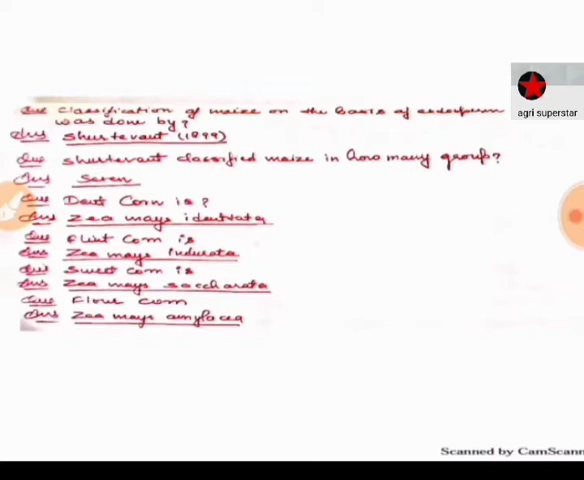 Que Classification of maize on the basis of endosperm
was done by?
Ans Shurtevaut (1899)
Que Shurtevant classified maize in how many group?
Ans Seven
Que Dent Corn is?
Ans Zea mays identata
Que Flint Corn is
Ans Zea mays indurata
Que Sweet Corn is
Ans Zea mays saccharata
Que Flour corn
Ans Zea mays amylacea
agri superstar
Scanned by CamScann